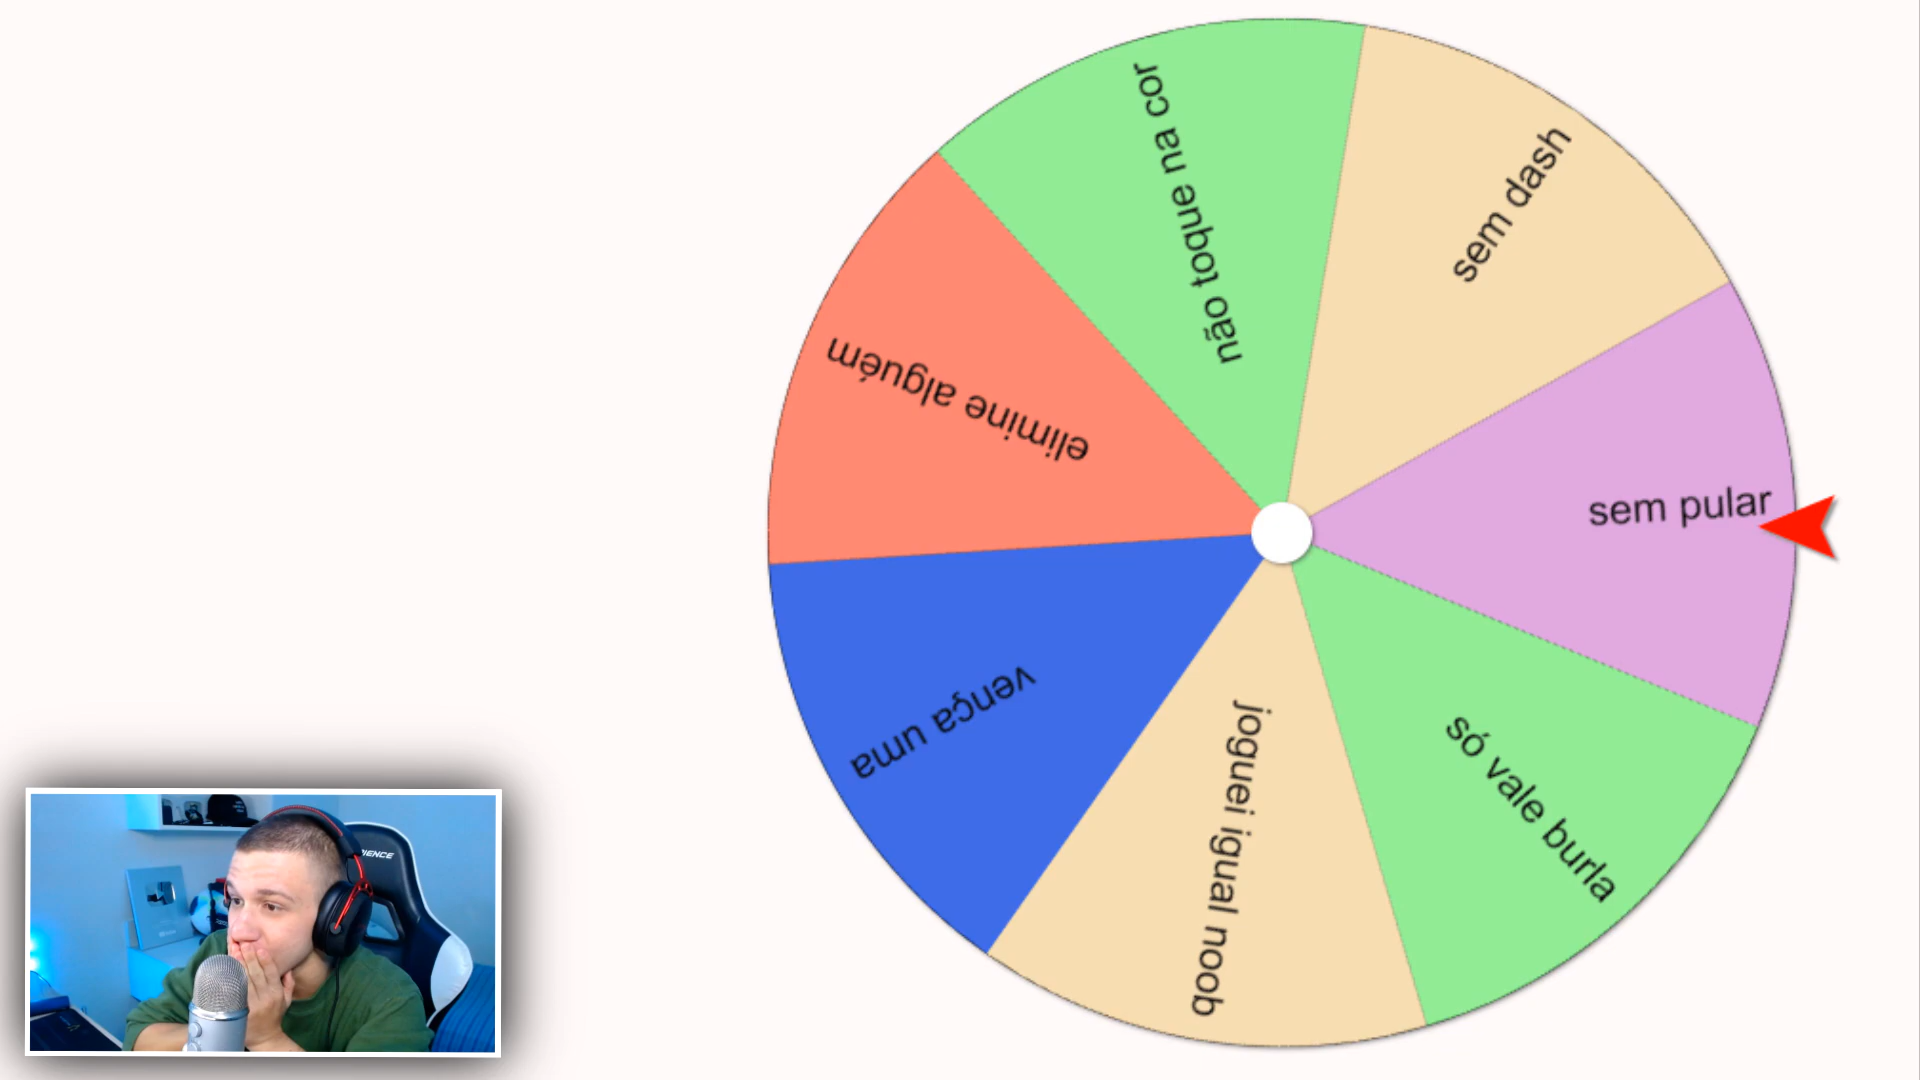 não toque na cor
sem dash
elimine alguém
sem pular
vença uma
só vale burla
joguei igual noob